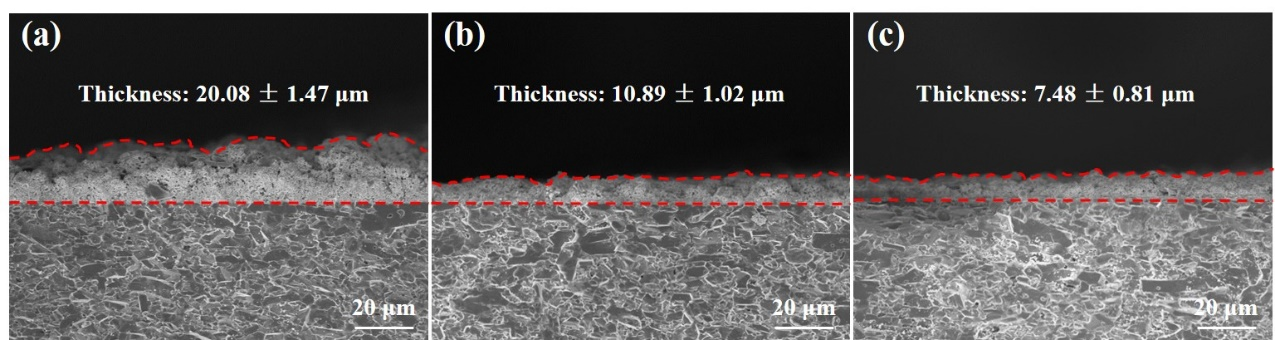 (a)
Thickness: 20.08 ± 1.47 μm
20 μm
(b)
Thickness: 10.89 ± 1.02 μm
20 μm
(c)
Thickness: 7.48 ± 0.81 μm
20 μm